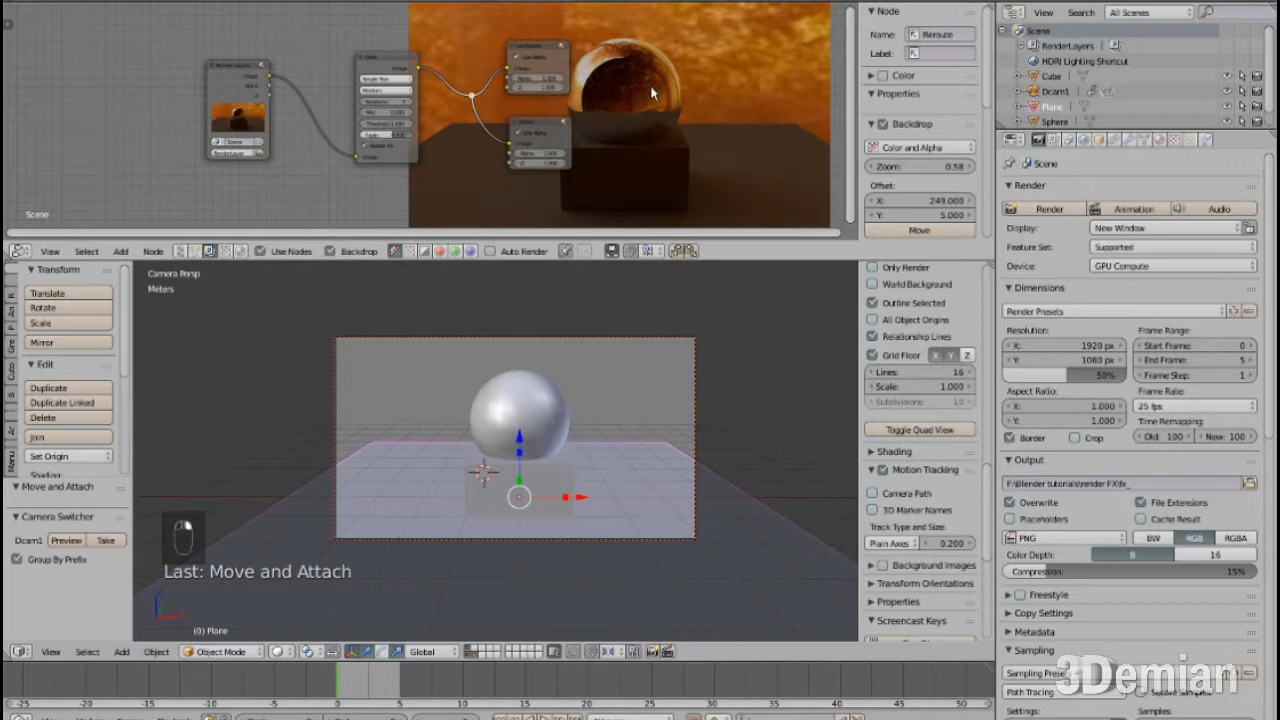 Node
Name: Reroute
Label:
Color
Properties
Backdrop
Color and Alpha
Zoom: 0.58
Offset:
X: 249.000
Y: 5.000
Move
View Search All Scenes
Scene
RenderLayers
HDRI Lighting Shortcut
Cube
Dcam1
Plane
Sphere
Scene
Render
Render Animation Audio
Display: New Window
Feature Set: Supported
Device: GPU Compute
Dimensions
Render Presets
Resolution: Frame Range:
X: 1920 px Start Frame: 0
Y: 1080 px End Frame: 5
50% Frame Step: 1
Aspect Ratio: Frame Rate:
X: 1.000 25 fps
Y: 1.000 Time Remapping:
Border Crop Old: 100 New: 100
Output
F:\Blender tutorials\render FX\fx_
Overwrite File Extensions
Placeholders Cache Result
PNG BW RGB RGBA
Color Depth: 8 16
Compression: 15%
Freestyle
Copy Settings
Metadata
Sampling
Sampling Prese
Path Tracing
Settings: Samples:
3Demian
Scene
View Select Add Node Use Nodes Backdrop Auto Render
Transform
Translate
Rotate
Scale
Mirror
Edit
Duplicate
Duplicate Linked
Delete
Join
Set Origin
Move and Attach
Camera Switcher
Dcam1 Preview Take
Group By Prefix
Camera Persp
Meters
Last: Move and Attach
(0) Plane
Only Render
World Background
Outline Selected
All Object Origins
Relationship Lines
Grid Floor X Y Z
Lines: 16
Scale: 1.000
Subdivisions: 10
Toggle Quad View
Shading
Motion Tracking
Camera Path
3D Marker Names
Track Type and Size:
Plain Axes 0.200
Background Images
Transform Orientations
Properties
Screencast Keys
View Select Add Object Object Mode Global
-25 -20 -15 -10 -5 0 5 10 15 20 25 30 35 40 45 50